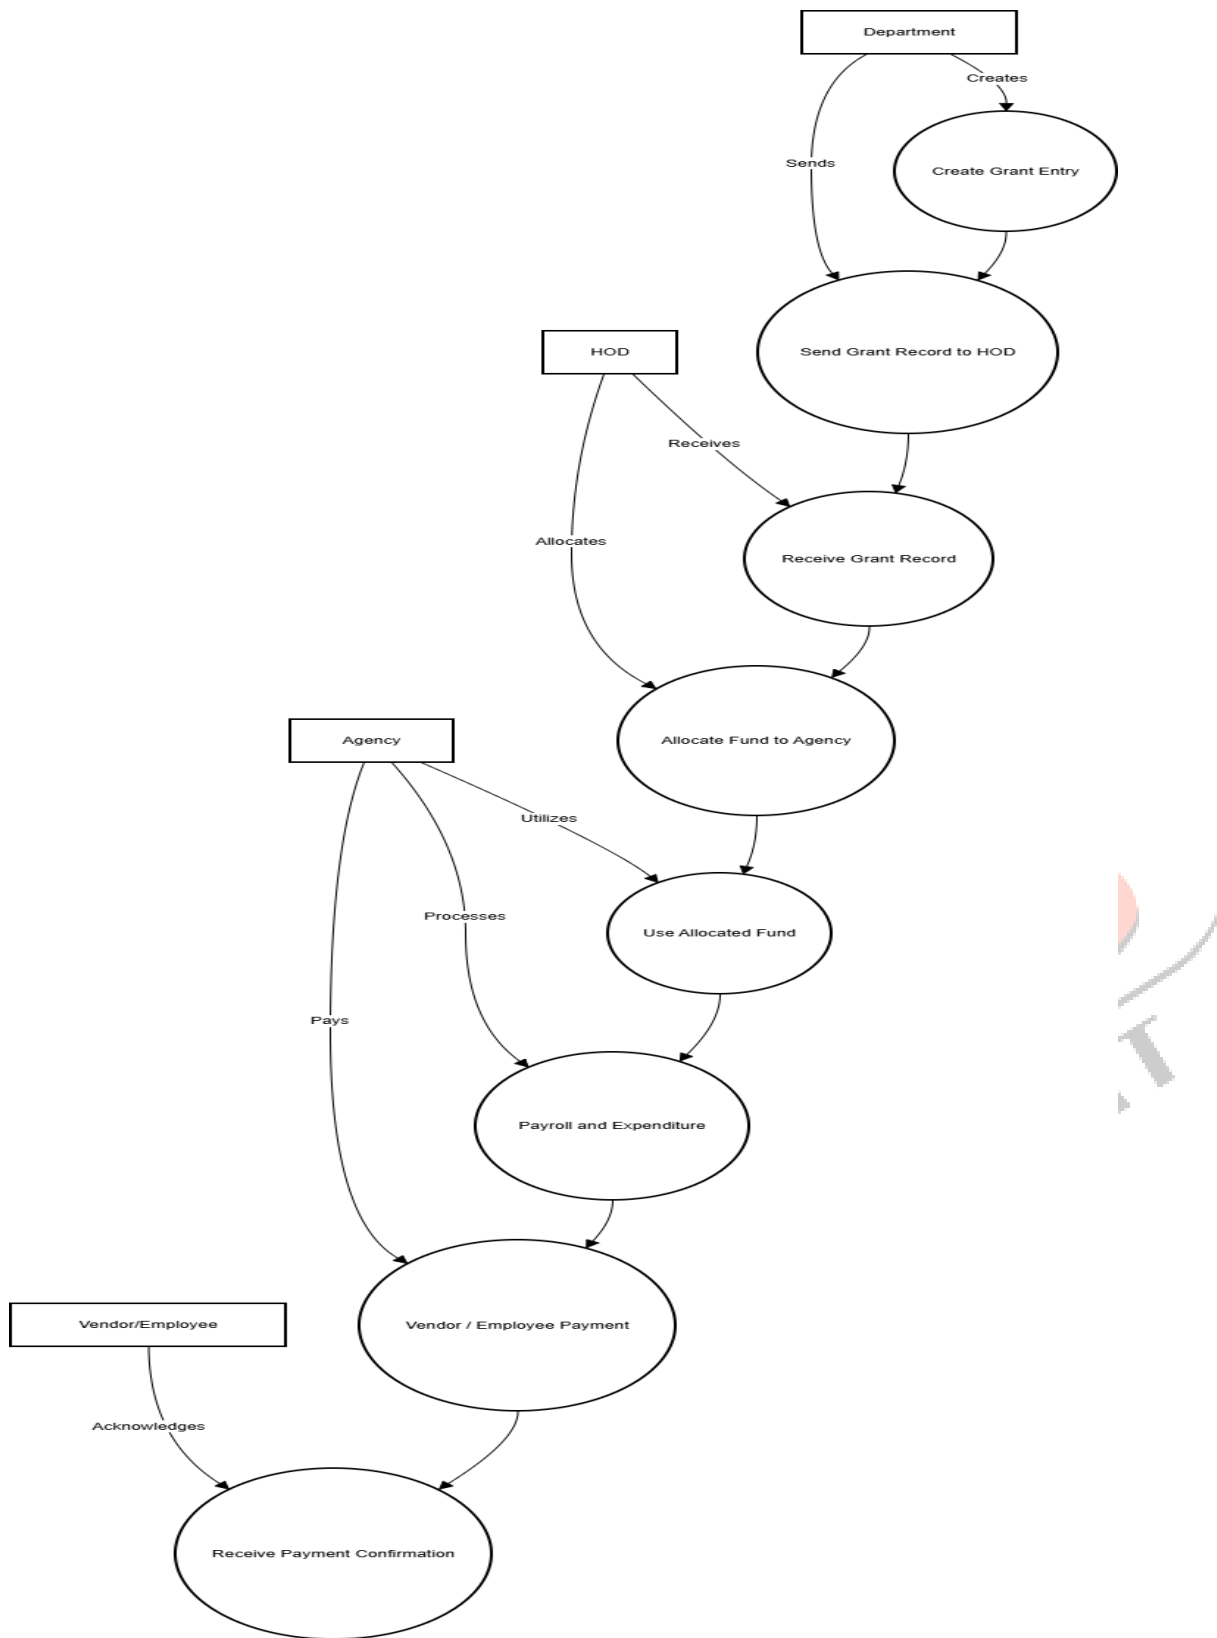 Department
Creates
Sends
Create Grant Entry
HOD
Send Grant Record to HOD
Receives
Allocates
Receive Grant Record
Agency
Allocate Fund to Agency
Utilizes
Processes
Use Allocated Fund
Pays
Payroll and Expenditure
Vendor/Employee
Vendor / Employee Payment
Acknowledges
Receive Payment Confirmation